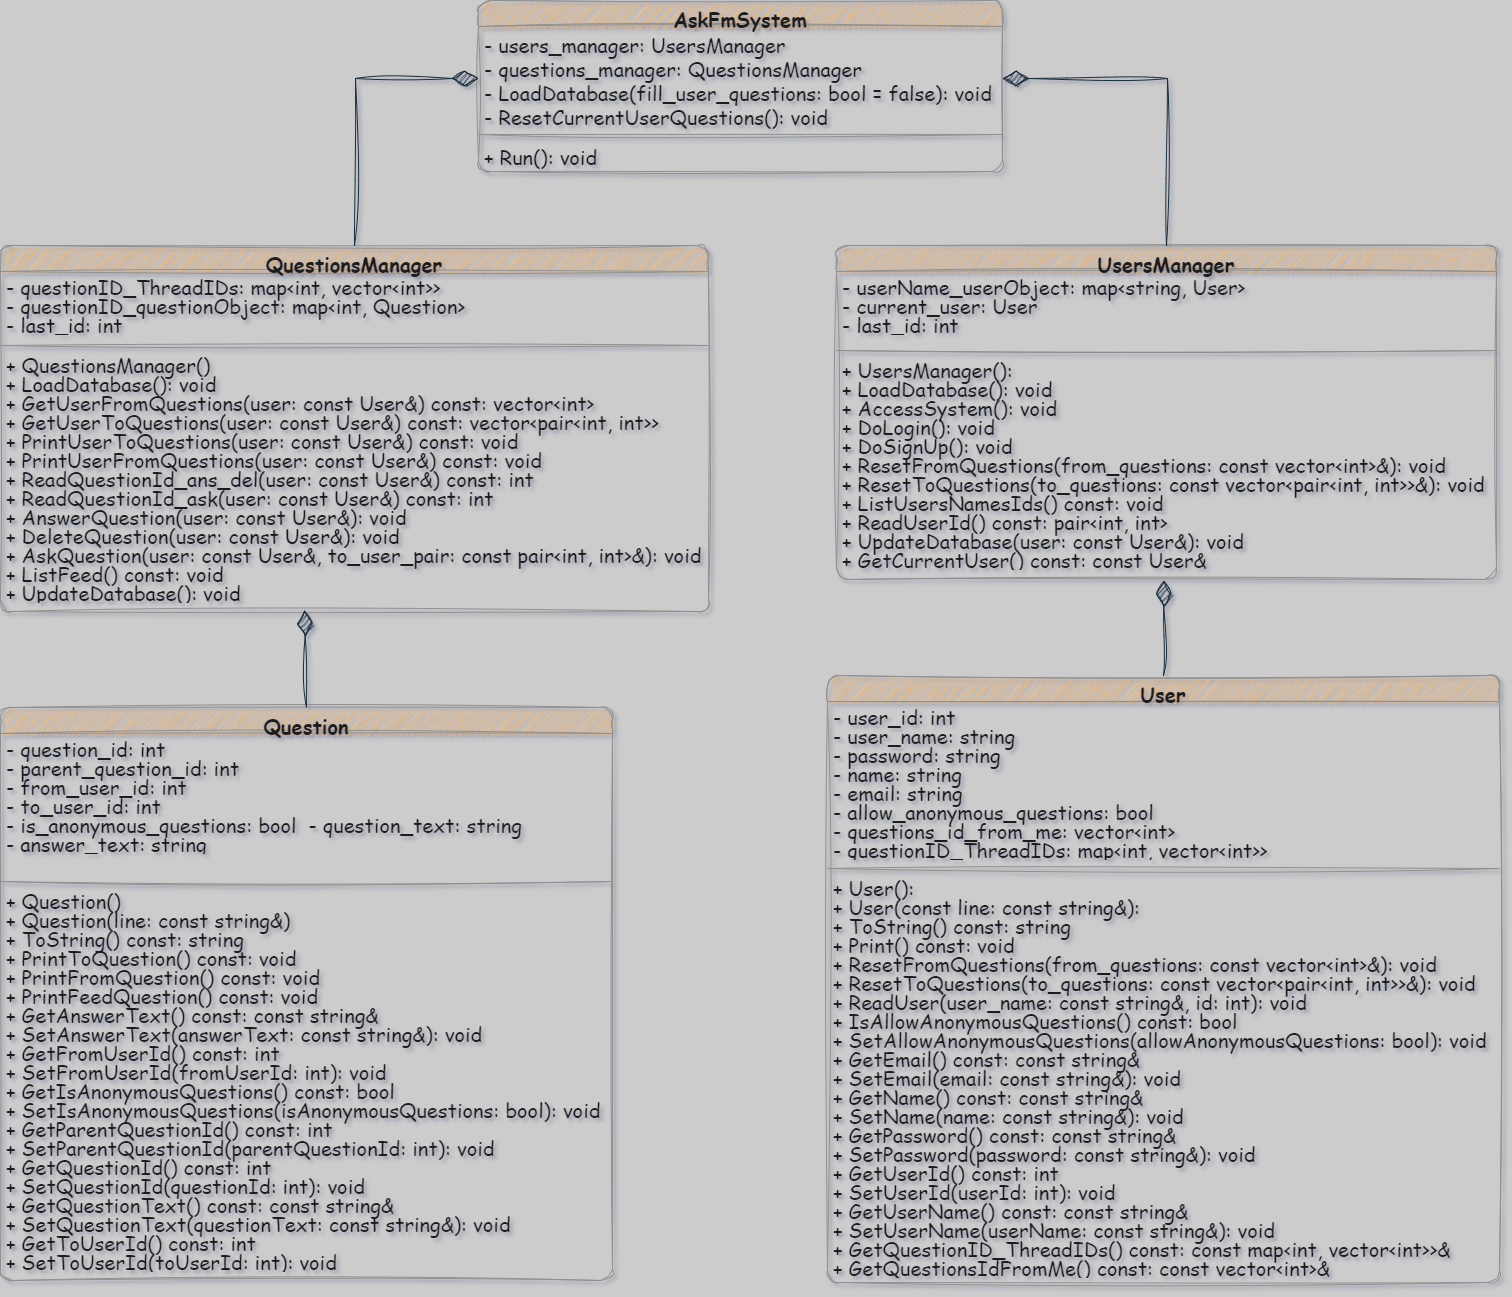 AskFmSystem
- users_manager: UsersManager
- questions_manager: QuestionsManager
- LoadDatabase(fill_user_questions: bool = false): void
- ResetCurrentUserQuestions(): void
+ Run(): void
QuestionsManager
- questionID_ThreadIDs: map<int, vector<int>>
- questionID_questionObject: map<int, Question>
- last_id: int
+ QuestionsManager()
+ LoadDatabase(): void
+ GetUserFromQuestions(user: const User&) const: vector<int>
+ GetUserToQuestions(user: const User&) const: vector<pair<int, int>>
+ PrintUserToQuestions(user: const User&) const: void
+ PrintUserFromQuestions(user: const User&) const: void
+ ReadQuestionId_ans_del(user: const User&) const: int
+ ReadQuestionId_ask(user: const User&) const: int
+ AnswerQuestion(user: const User&): void
+ DeleteQuestion(user: const User&): void
+ AskQuestion(user: const User&, to_user_pair: const pair<int, int>&): void
+ ListFeed() const: void
+ UpdateDatabase(): void
UsersManager
- userName_userObject: map<string, User>
- current_user: User
- last_id: int
+ UsersManager():
+ LoadDatabase(): void
+ AccessSystem(): void
+ DoLogin(): void
+ DoSignUp(): void
+ ResetFromQuestions(from_questions: const vector<int>&): void
+ ResetToQuestions(to_questions: const vector<pair<int, int>>&): void
+ ListUsersNamesIds() const: void
+ ReadUserId() const: pair<int, int>
+ UpdateDatabase(user: const User&): void
+ GetCurrentUser() const: const User&
Question
- question_id: int
- parent_question_id: int
- from_user_id: int
- to_user_id: int
- is_anonymous_questions: bool  - question_text: string
- answer_text: string
+ Question()
+ Question(line: const string&)
+ ToString() const: string
+ PrintToQuestion() const: void
+ PrintFromQuestion() const: void
+ PrintFeedQuestion() const: void
+ GetAnswerText() const: const string&
+ SetAnswerText(answerText: const string&): void
+ GetFromUserId() const: int
+ SetFromUserId(fromUserId: int): void
+ GetIsAnonymousQuestions() const: bool
+ SetIsAnonymousQuestions(isAnonymousQuestions: bool): void
+ GetParentQuestionId() const: int
+ SetParentQuestionId(parentQuestionId: int): void
+ GetQuestionId() const: int
+ SetQuestionId(questionId: int): void
+ GetQuestionText() const: const string&
+ SetQuestionText(questionText: const string&): void
+ GetToUserId() const: int
+ SetToUserId(toUserId: int): void
User
- user_id: int
- user_name: string
- password: string
- name: string
- email: string
- allow_anonymous_questions: bool
- questions_id_from_me: vector<int>
- questionID_ThreadIDs: map<int, vector<int>>
+ User():
+ User(const line: const string&):
+ ToString() const: string
+ Print() const: void
+ ResetFromQuestions(from_questions: const vector<int>&): void
+ ResetToQuestions(to_questions: const vector<pair<int, int>>&): void
+ ReadUser(user_name: const string&, id: int): void
+ IsAllowAnonymousQuestions() const: bool
+ SetAllowAnonymousQuestions(allowAnonymousQuestions: bool): void
+ GetEmail() const: const string&
+ SetEmail(email: const string&): void
+ GetName() const: const string&
+ SetName(name: const string&): void
+ GetPassword() const: const string&
+ SetPassword(password: const string&): void
+ GetUserId() const: int
+ SetUserId(userId: int): void
+ GetUserName() const: const string&
+ SetUserName(userName: const string&): void
+ GetQuestionID_ThreadIDs() const: const map<int, vector<int>>&
+ GetQuestionsIdFromMe() const: const vector<int>&